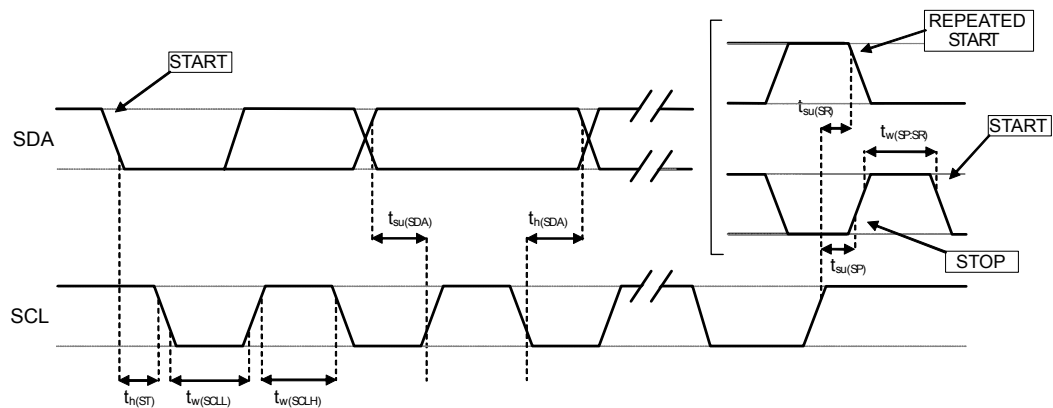 REPEATED
START
START
t_su(SR)
START
t_w(SP:SR)
SDA
t_su(SDA)
t_h(SDA)
t_su(SP)
STOP
SCL
t_h(ST)
t_w(SCLL)
t_w(SCLH)